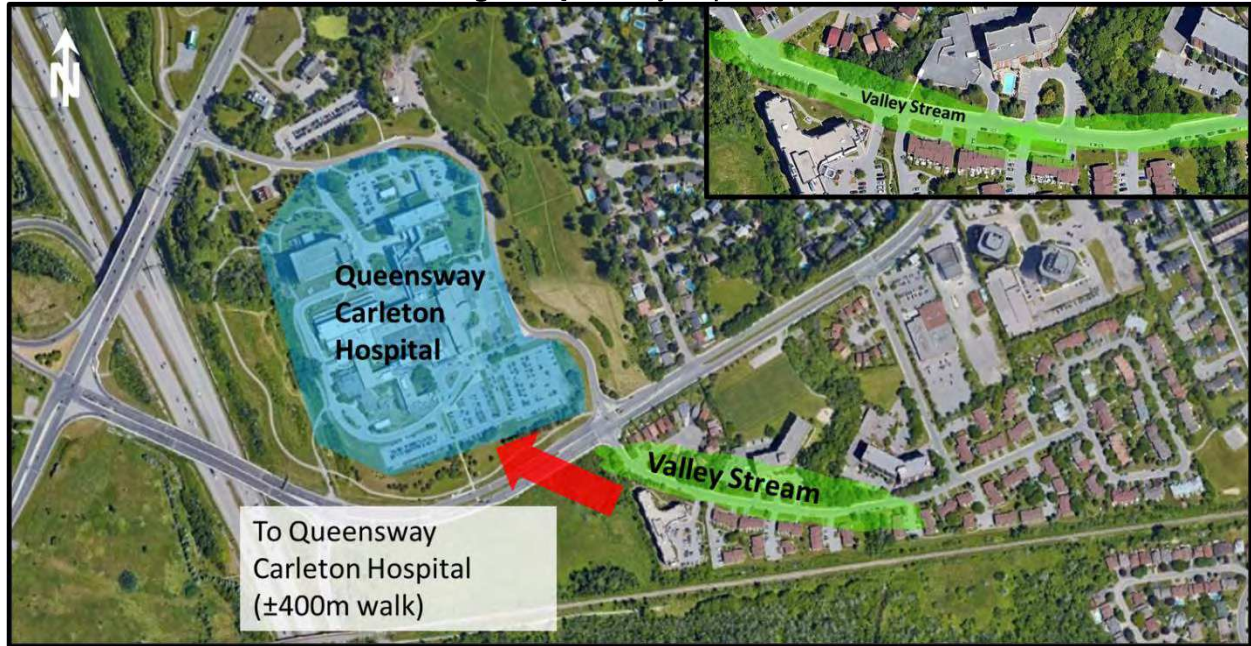 N
Valley Stream
Queensway
Carleton
Hospital
Valley Stream
To Queensway
Carleton Hospital
(±400m walk)